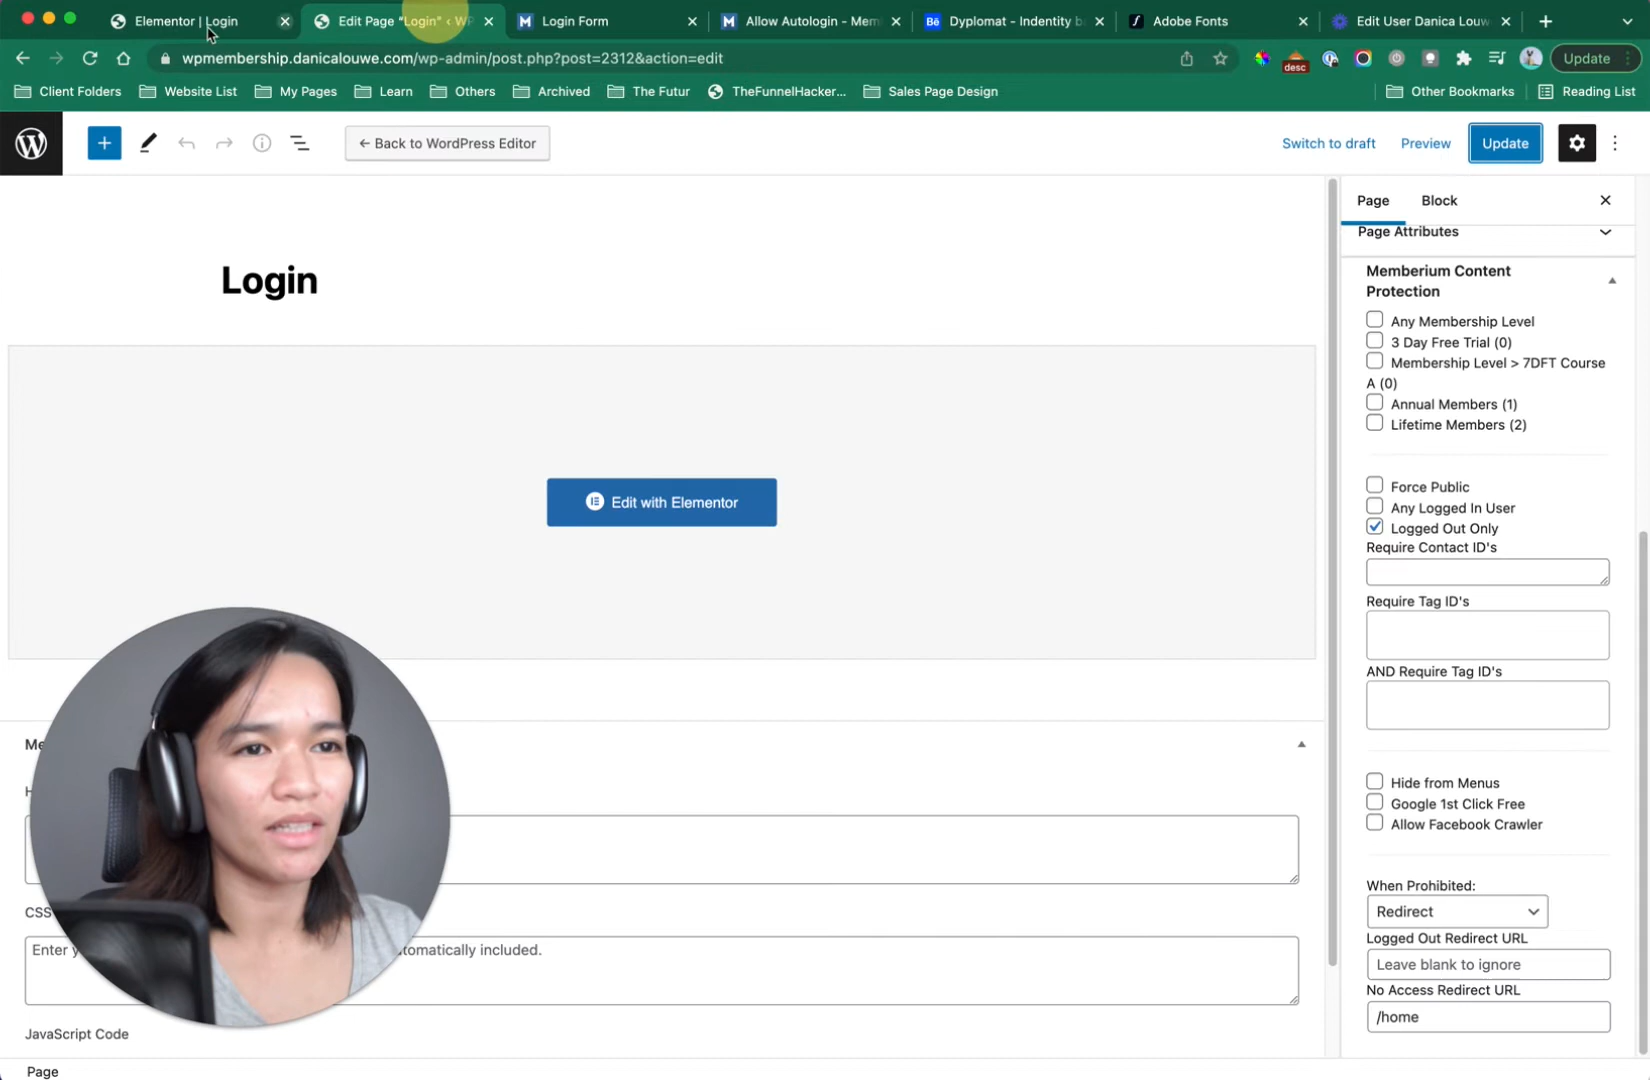 Elementor | Login
Edit Page "Login" ‹ WP
Login Form
Allow Autologin - Mem
Dyplomat - Indentity b
Adobe Fonts
Edit User Danica Louw
wpmembership.danicalouwe.com/wp-admin/post.php?post=2312&action=edit
desc
Update
Client Folders
Website List
My Pages
Learn
Others
Archived
The Futur
TheFunnelHacker...
Sales Page Design
Other Bookmarks
Reading List
← Back to WordPress Editor
Switch to draft
Preview
Update
Page
Block
Page Attributes
Login
Edit with Elementor
Memberium Content
Protection
Any Membership Level
3 Day Free Trial (0)
Membership Level > 7DFT Course
A (0)
Annual Members (1)
Lifetime Members (2)
Force Public
Any Logged In User
Logged Out Only
Require Contact ID's
Require Tag ID's
AND Require Tag ID's
Hide from Menus
Google 1st Click Free
Allow Facebook Crawler
When Prohibited:
Redirect
Logged Out Redirect URL
Leave blank to ignore
No Access Redirect URL
/home
Me
H
CSS
Enter y
tomatically included.
JavaScript Code
Page